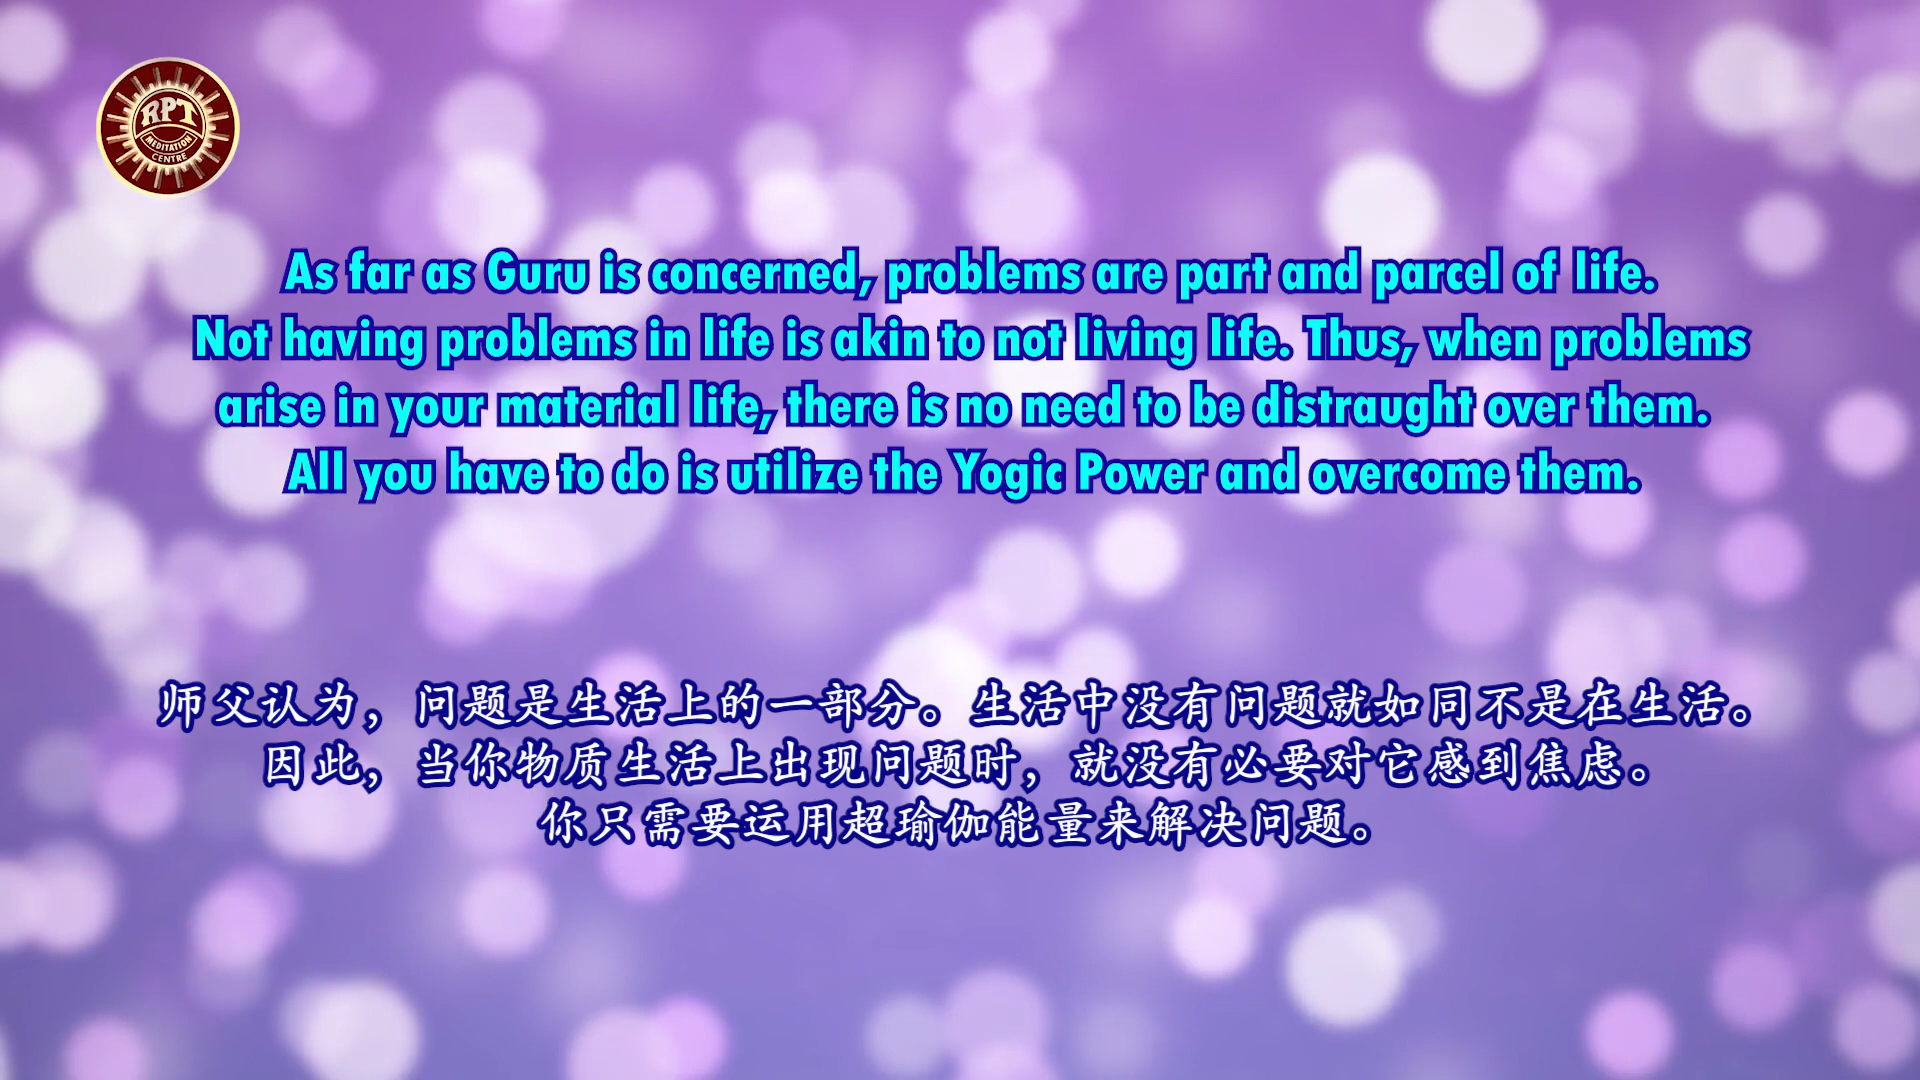 RPT
MEDITATION
CENTRE
As far as Guru is concerned, problems are part and parcel of life.
Not having problems in life is akin to not living life. Thus, when problems
arise in your material life, there is no need to be distraught over them.
All you have to do is utilize the Yogic Power and overcome them.
师父认为，问题是生活上的一部分。生活中没有问题就如同不是在生活。
因此，当你物质生活上出现问题时，就没有必要对它感到焦虑。
你只需要运用超瑜伽能量来解决问题。